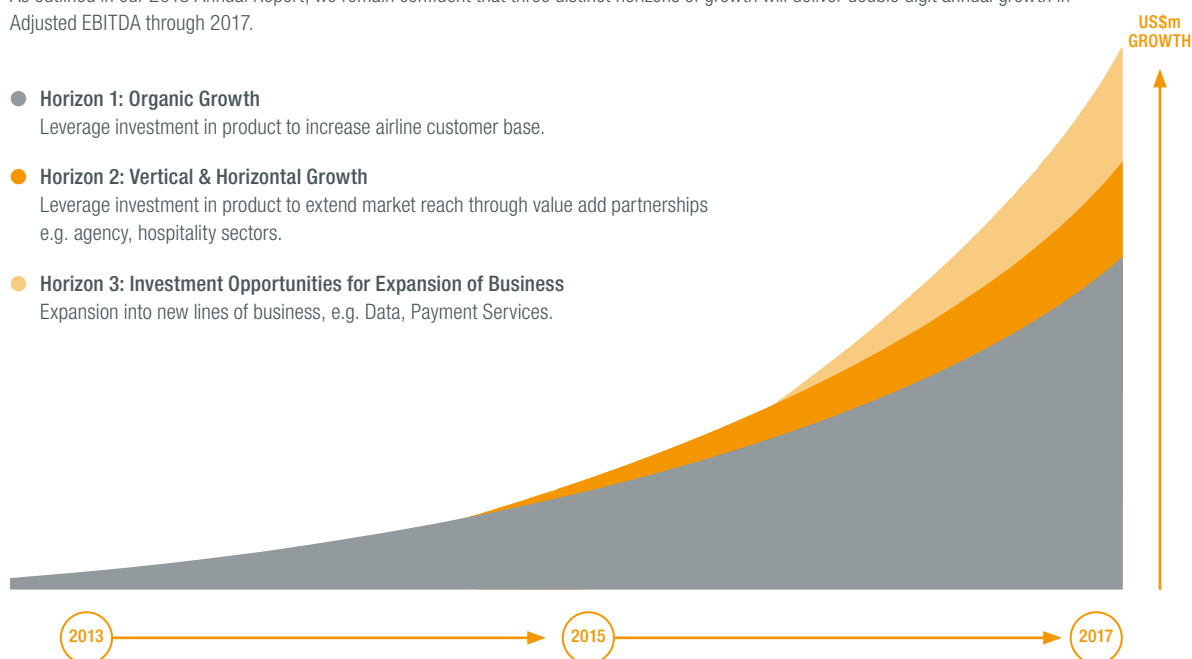 Adjusted EBITDA through 2017.
US$m
GROWTH
Horizon 1: Organic Growth
Leverage investment in product to increase airline customer base.
Horizon 2: Vertical & Horizontal Growth
Leverage investment in product to extend market reach through value add partnerships
e.g. agency, hospitality sectors.
Horizon 3: Investment Opportunities for Expansion of Business
Expansion into new lines of business, e.g. Data, Payment Services.
2013
2015
2017